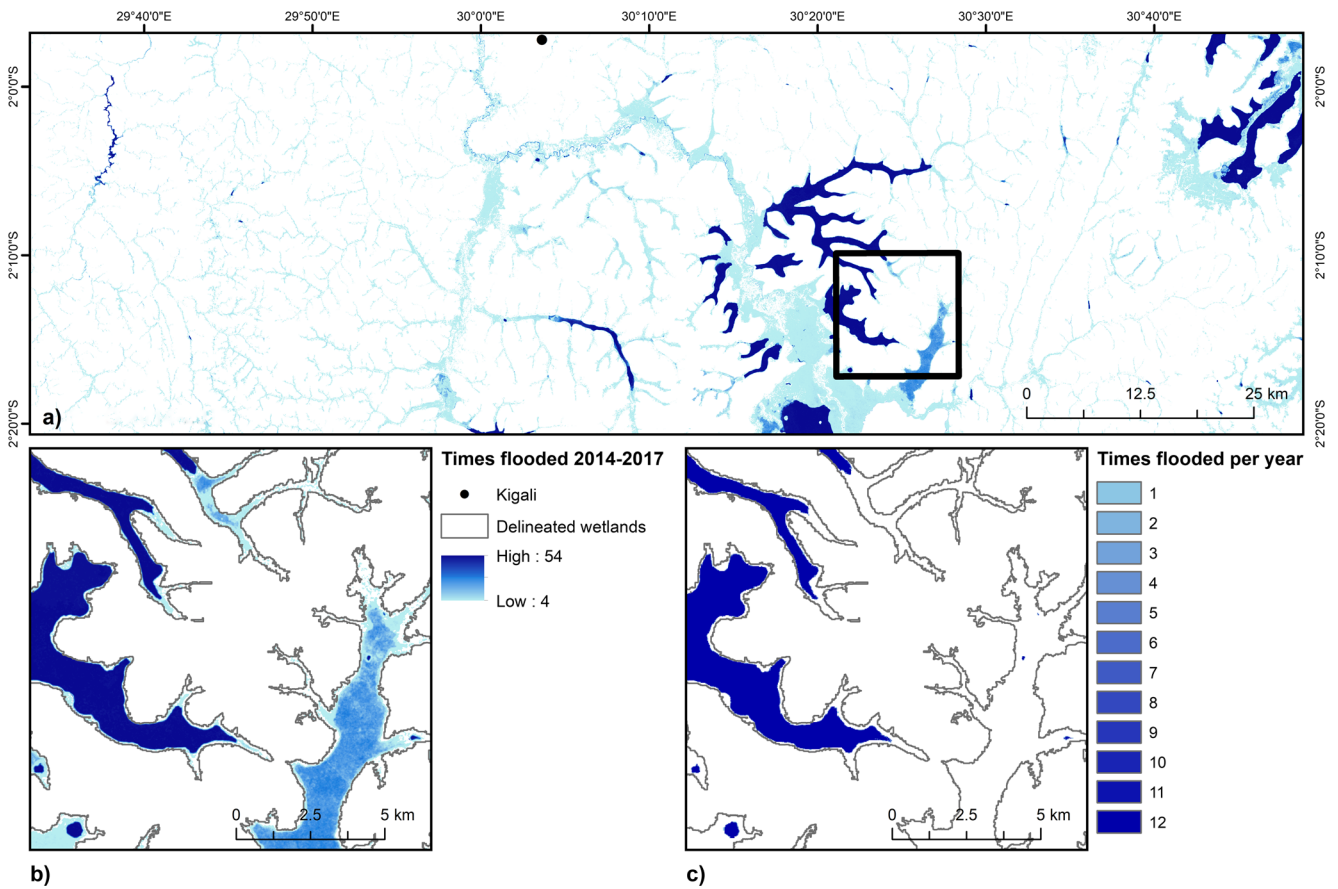 29°40'0"E 29°50'0"E 30°0'0"E 30°10'0"E 30°20'0"E 30°30'0"E 30°40'0"E
2°0'0"S 2°0'0"S
2°10'0"S 2°10'0"S
0 12.5 25 km
2°20'0"S 2°20'0"S
a)
Times flooded 2014-2017
Kigali
Delineated wetlands
High : 54
Low : 4
Times flooded per year
1
2
3
4
5
6
7
8
9
10
11
12
0 2.5 5 km
0 2.5 5 km
b)
c)